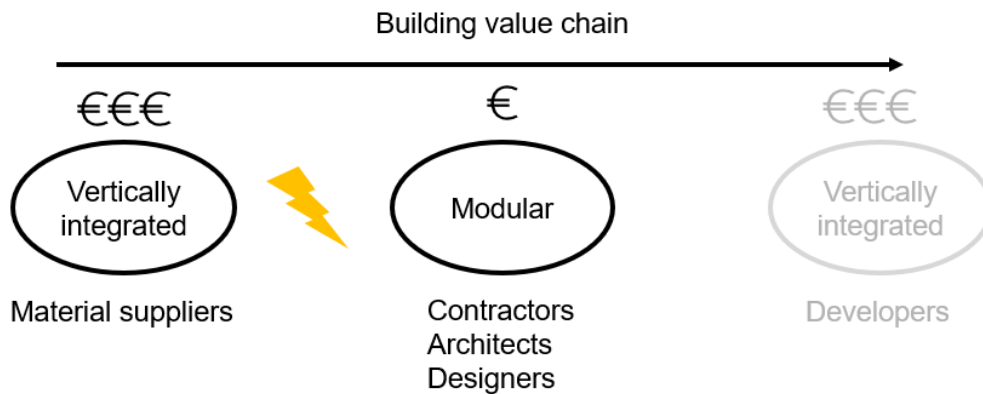 Building value chain
€€€
€
€€€
Vertically
integrated
Modular
Vertically
integrated
Material suppliers
Contractors
Architects
Designers
Developers